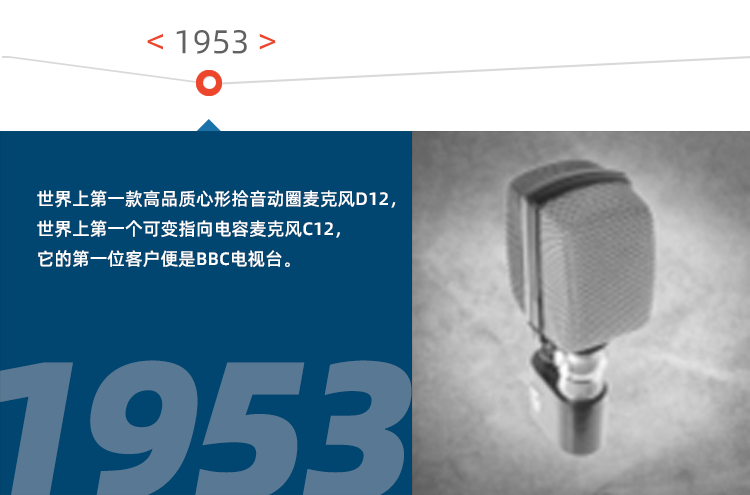 < 1953 >
世界上第一款高品质心形拾音动圈麦克风D12，
世界上第一个可变指向电容麦克风C12，
它的第一位客户便是BBC电视台。
1953